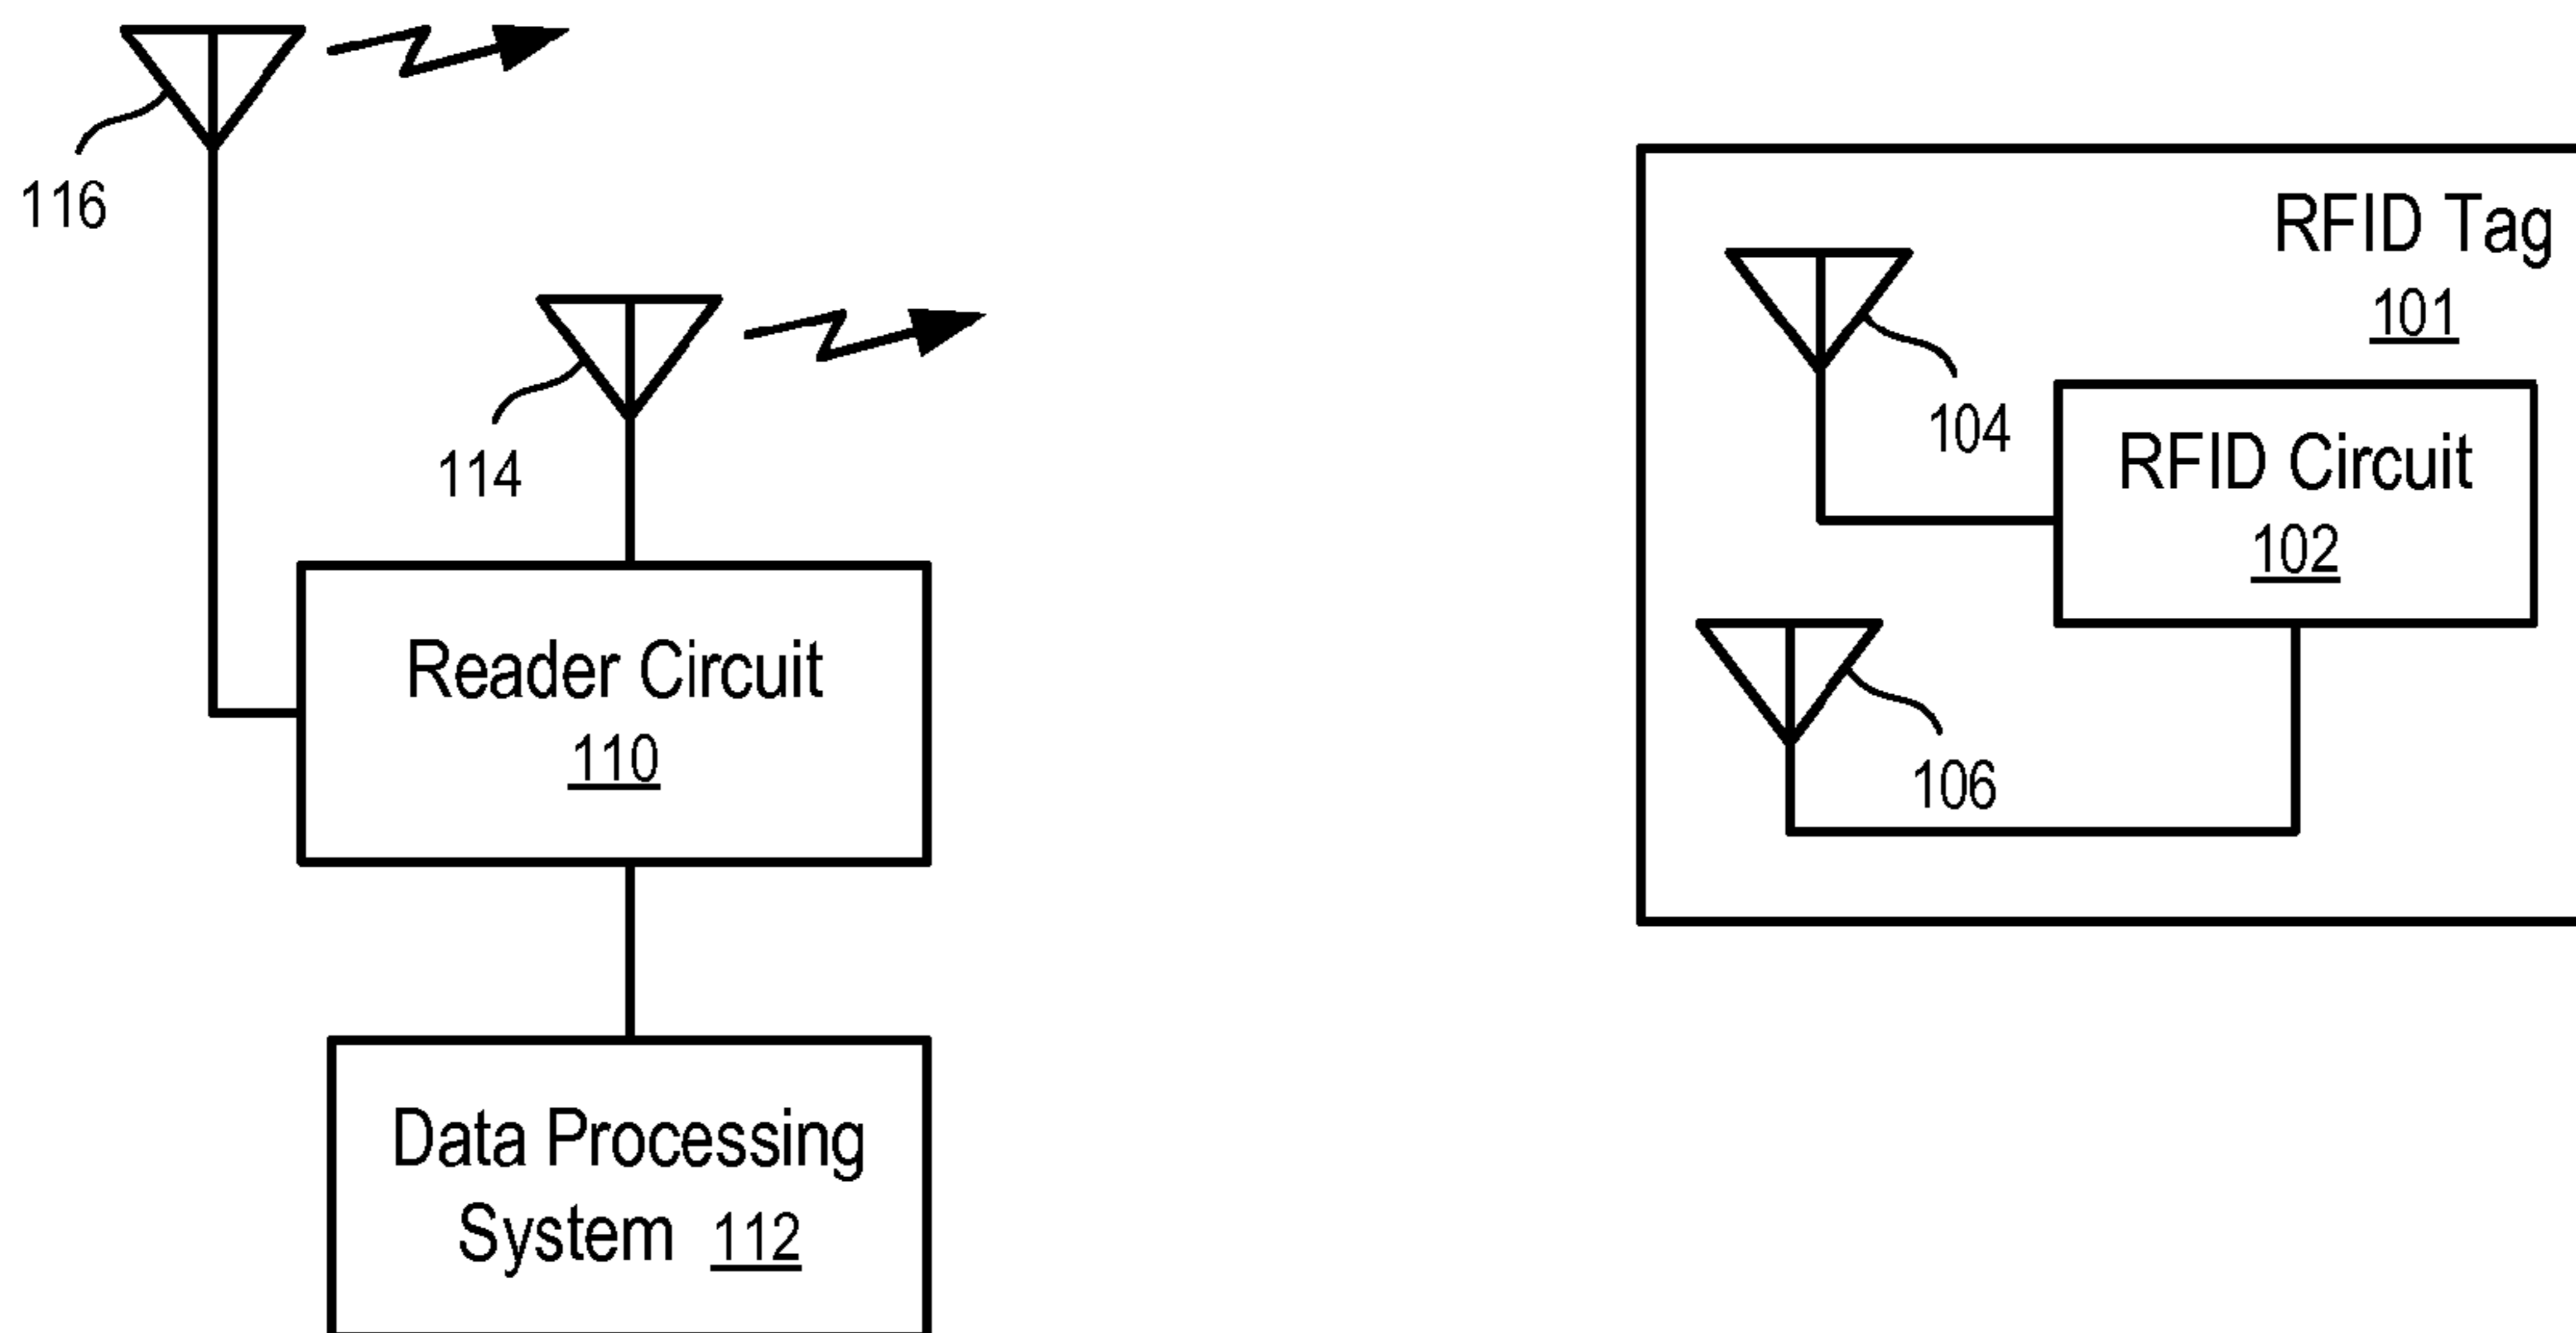 116
114
Reader Circuit
110
Data Processing
System 112
RFID Tag
101
104
RFID Circuit
102
106